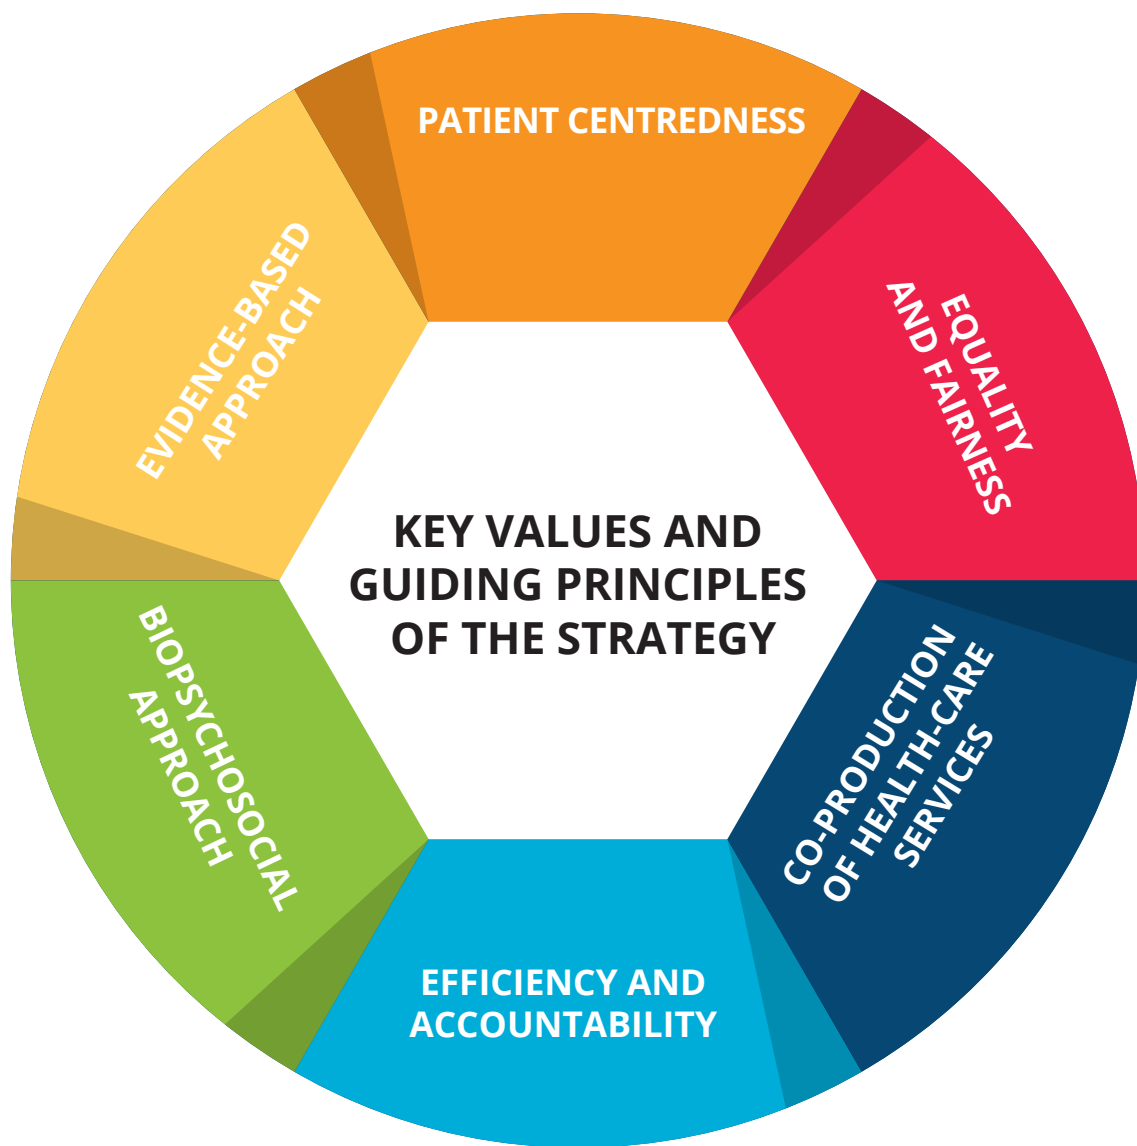 PATIENT CENTREDNESS
EQUALITY
AND FAIRNESS
CO-PRODUCTION
OF HEALTH-CARE
SERVICES
EFFICIENCY AND
ACCOUNTABILITY
BIOPSYCHOSOCIAL
APPROACH
EVIDENCE-BASED
APPROACH
KEY VALUES AND
GUIDING PRINCIPLES
OF THE STRATEGY